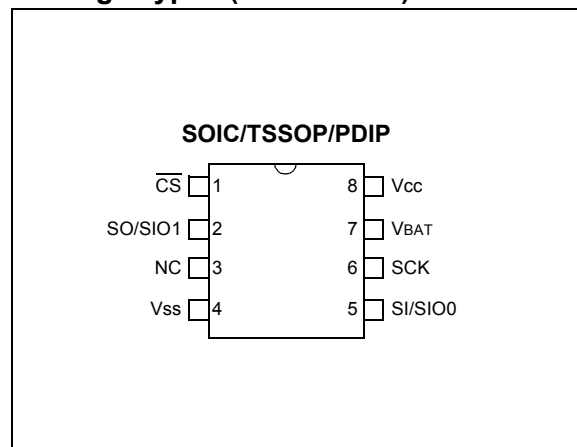 SOIC/TSSOP/PDIP
CS 1 8 Vcc
SO/SIO1 2 7 VBAT
NC 3 6 SCK
Vss 4 5 SI/SIO0